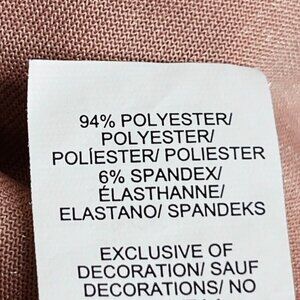 94% POLYESTER/
POLYESTER/
POLÍESTER/ POLIESTER
6% SPANDEX/
ÉLASTHANNE/
ELASTANO/ SPANDEKS
EXCLUSIVE OF
DECORATION/ SAUF
DECORATIONS/ NO